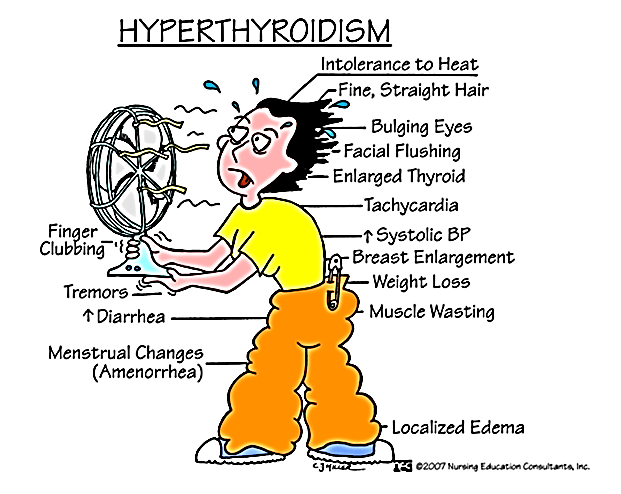 HYPERTHYROIDISM
Intolerance to Heat
Fine, Straight Hair
Bulging Eyes
Facial Flushing
Enlarged Thyroid
Tachycardia
↑ Systolic BP
Breast Enlargement
Weight Loss
Muscle Wasting
Localized Edema
Finger
Clubbing
Tremors
↑ Diarrhea
Menstrual Changes
(Amenorrhea)
©2007 Nursing Education Consultants, Inc.